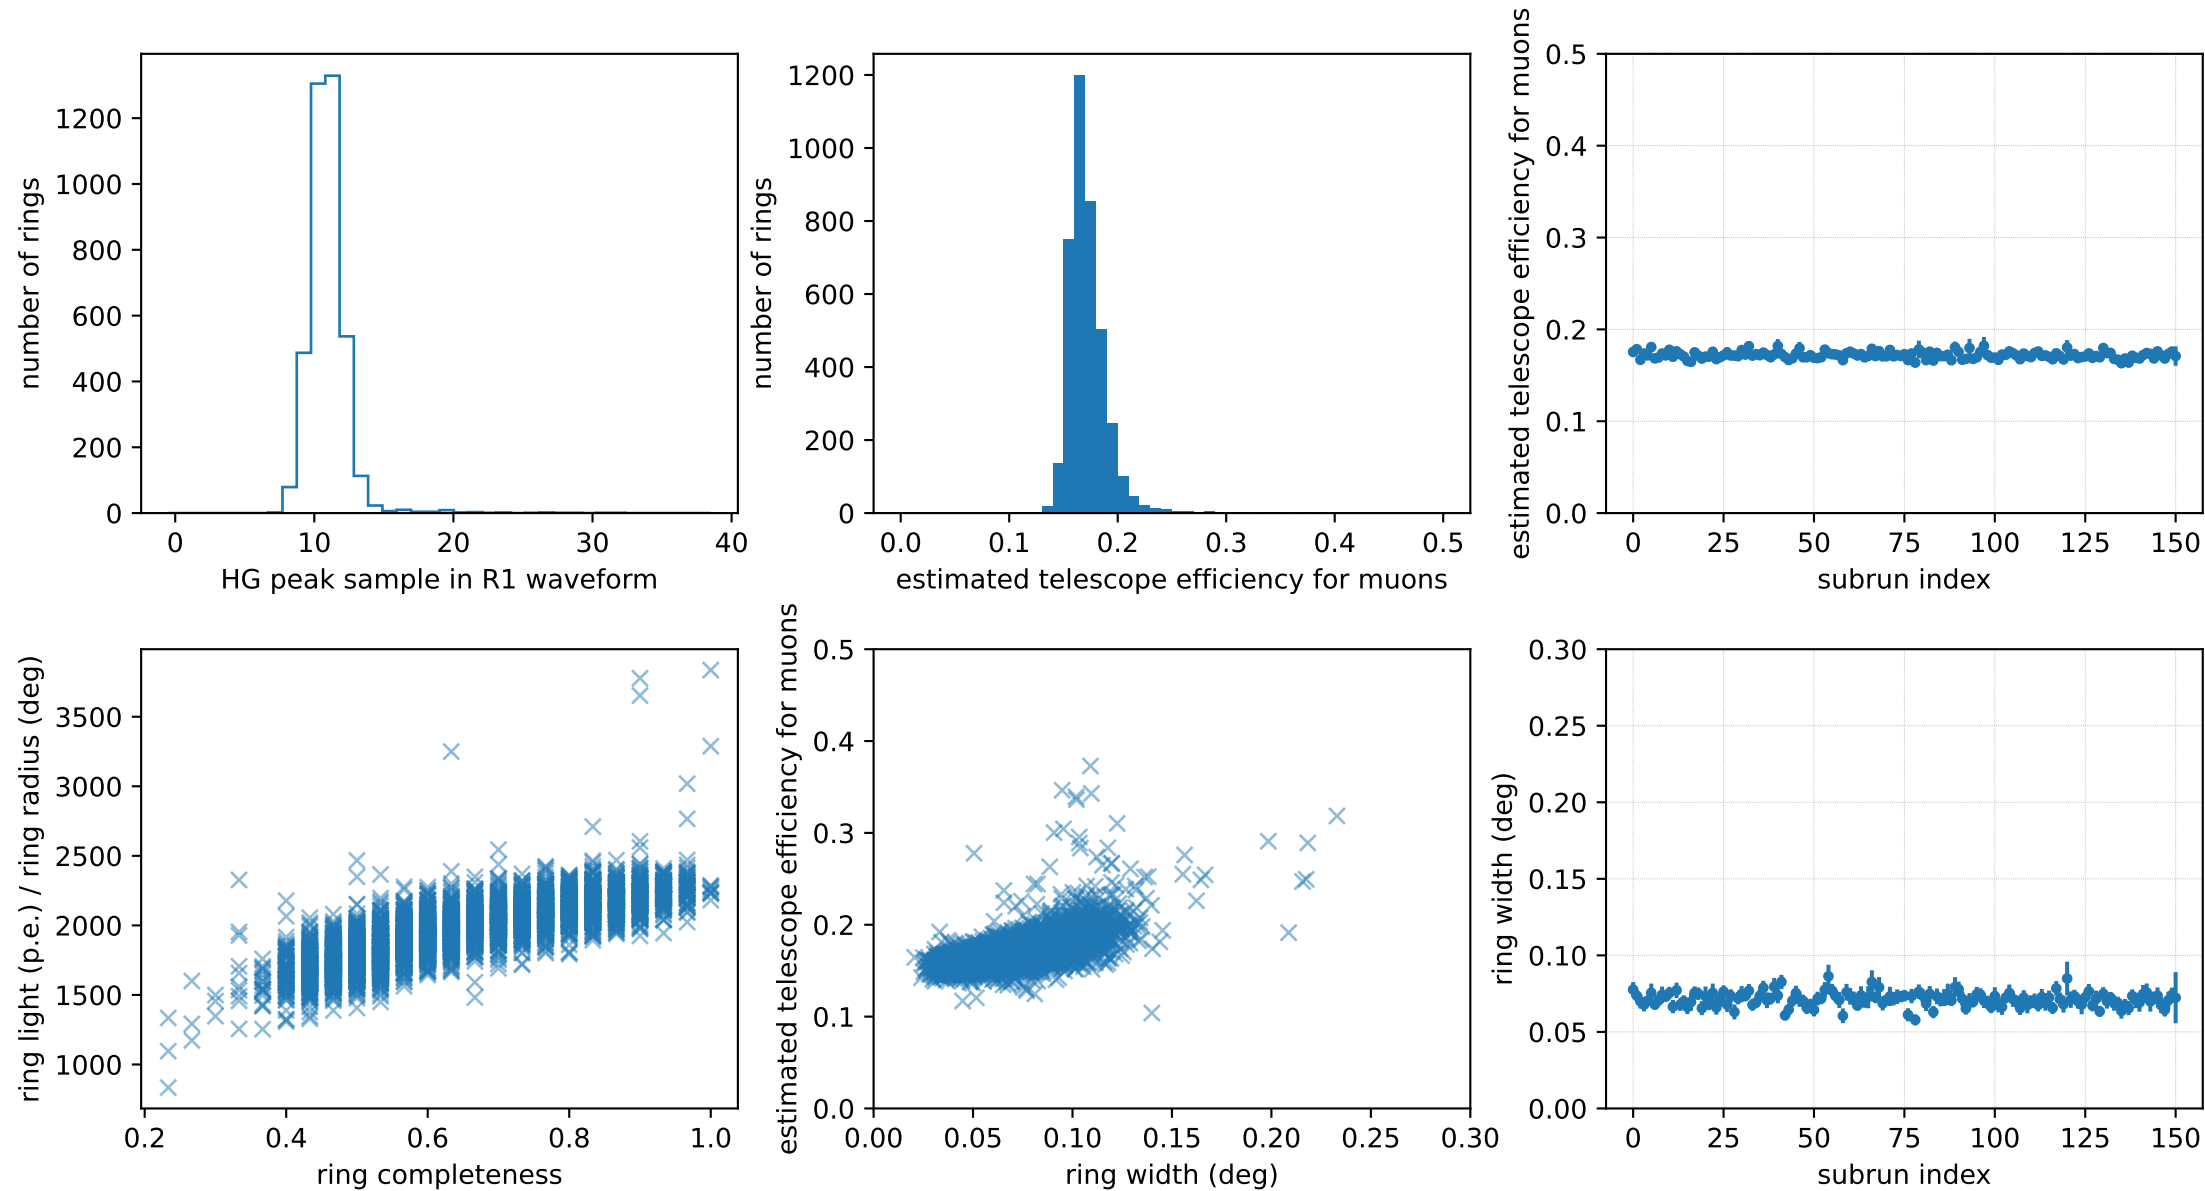 1200
1000
800
600
400
200
0
number of rings
0 10 20 30 40
HG peak sample in R1 waveform
1200
1000
800
600
400
200
0
number of rings
0.0 0.1 0.2 0.3 0.4 0.5
estimated telescope efficiency for muons
0.5
0.4
0.3
0.2
0.1
0.0
estimated telescope efficiency for muons
0 25 50 75 100 125 150
subrun index
3500
3000
2500
2000
1500
1000
ring light (p.e.) / ring radius (deg)
0.2 0.4 0.6 0.8 1.0
ring completeness
0.5
0.4
0.3
0.2
0.1
0.0
estimated telescope efficiency for muons
0.00 0.05 0.10 0.15 0.20 0.25 0.30
ring width (deg)
0.30
0.25
0.20
0.15
0.10
0.05
0.00
ring width (deg)
0 25 50 75 100 125 150
subrun index